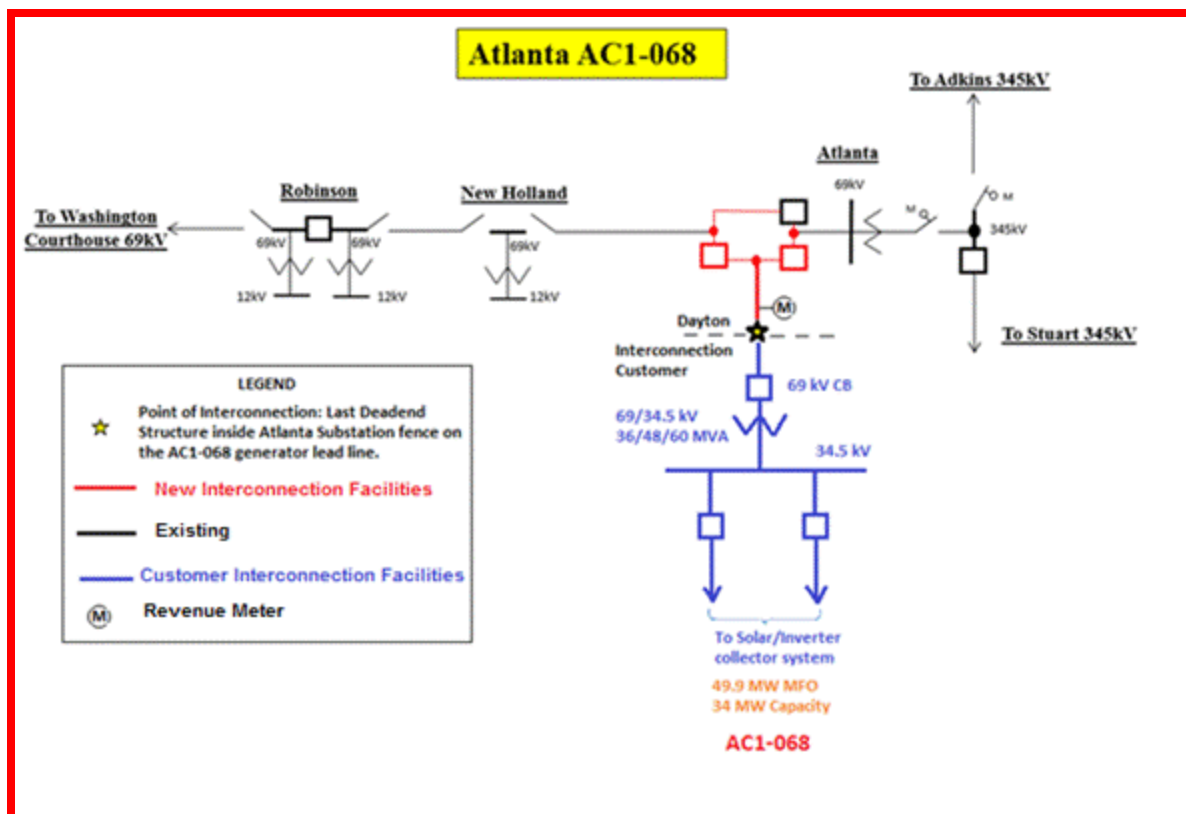 Atlanta AC1-068
To Adkins 345kV
Atlanta
69kV
M
M
345kV
Robinson
New Holland
To Washington
Courthouse 69kV
69kV
69kV
69kV
12kV
12kV
12kV
M
Dayton
To Stuart 345kV
Interconnection
Customer
69 kV CB
69/34.5 kV
36/48/60 MVA
34.5 kV
LEGEND
Point of Interconnection: Last Deadend
Structure inside Atlanta Substation fence on
the AC1-068 generator lead line.
New Interconnection Facilities
Existing
Customer Interconnection Facilities
M
Revenue Meter
To Solar/Inverter
collector system
49.9 MW MFO
34 MW Capacity
AC1-068